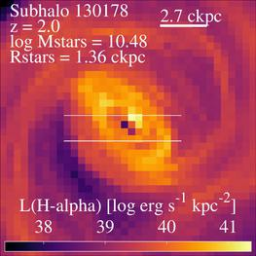 Subhalo 130178
2.7 ckpc
z = 2.0
log Mstars = 10.48
Rstars = 1.36 ckpc
L(H-alpha) [log erg s⁻¹ kpc⁻²]
38 39 40 41